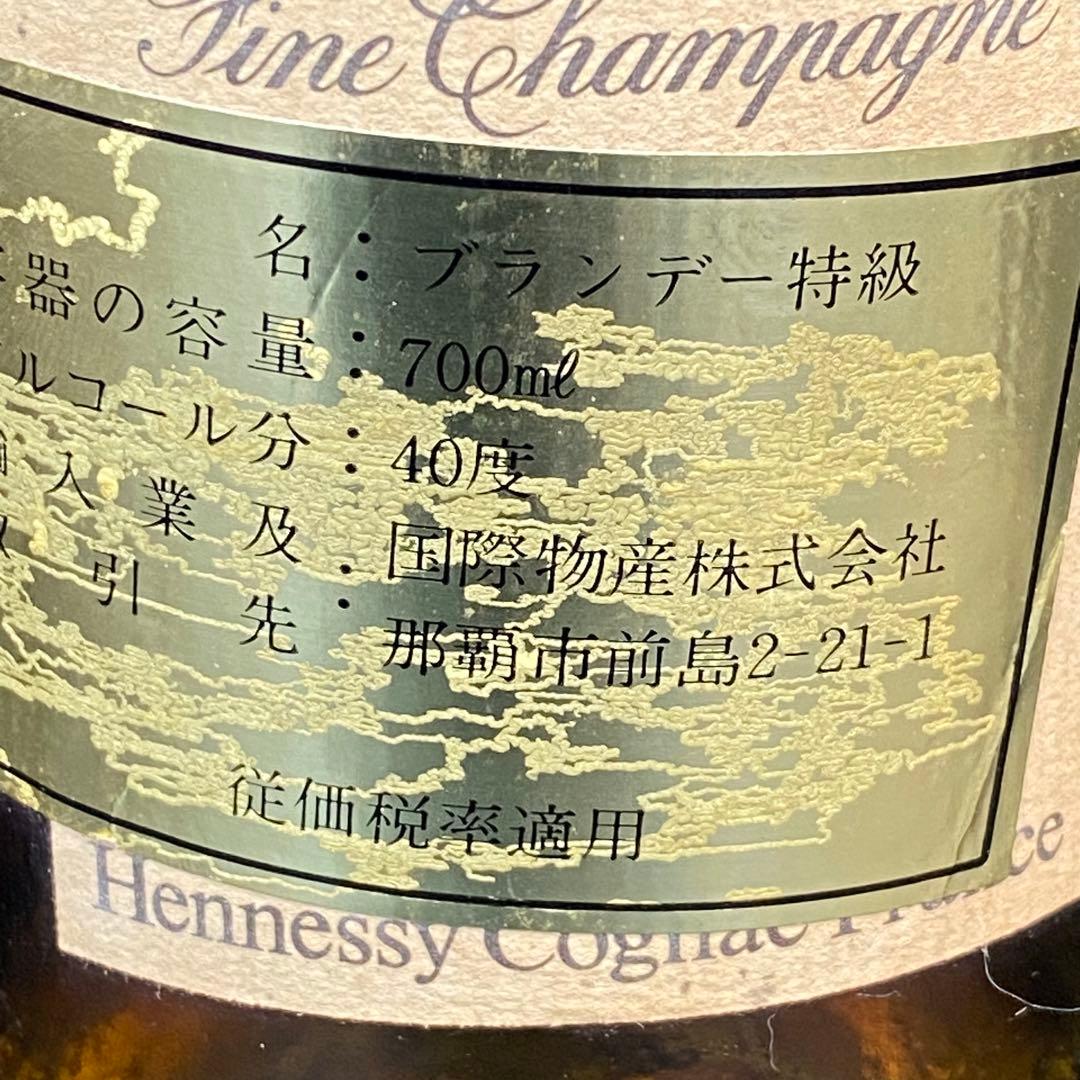 Fine Champagne
名：ブランデー特級
器の容量：700mℓ
ルコール分：40度
入業及：国際物産株式会社
引先：那覇市前島2-21-1
従価税率適用
Hennessy Cognac France